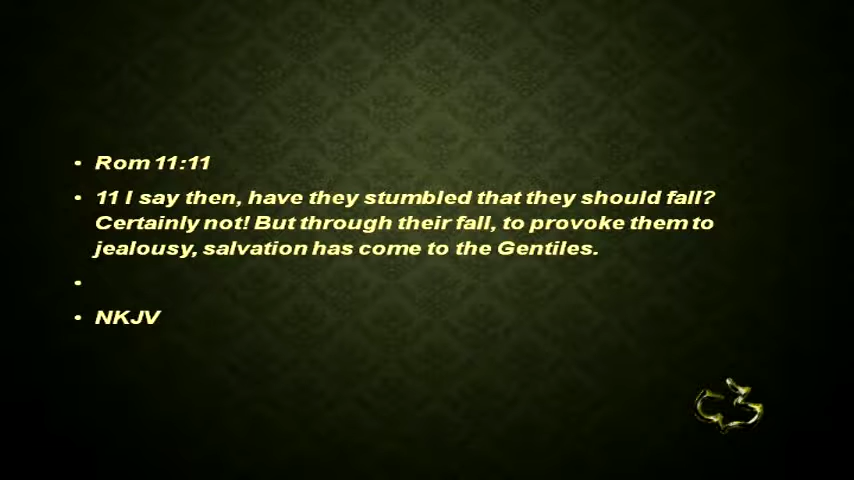 • Rom 11:11
• 11 I say then, have they stumbled that they should fall?
Certainly not! But through their fall, to provoke them to
jealousy, salvation has come to the Gentiles.
•
• NKJV
C3